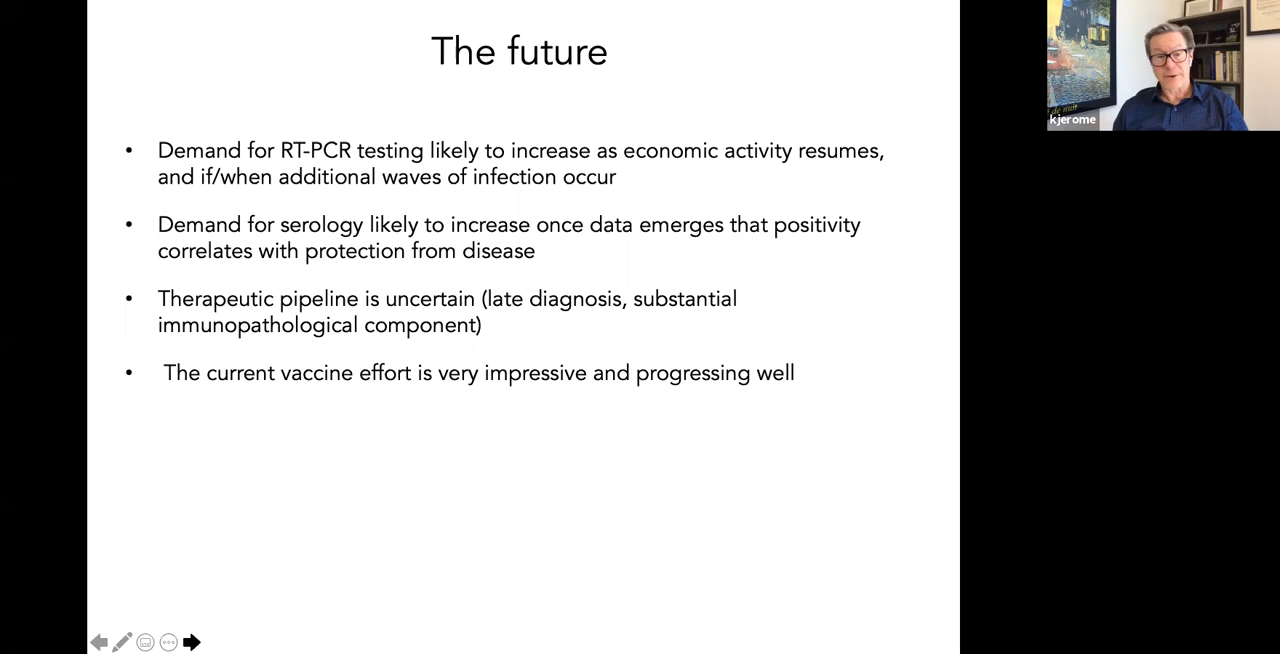 The future
• Demand for RT-PCR testing likely to increase as economic activity resumes,
and if/when additional waves of infection occur
• Demand for serology likely to increase once data emerges that positivity
correlates with protection from disease
• Therapeutic pipeline is uncertain (late diagnosis, substantial
immunopathological component)
• The current vaccine effort is very impressive and progressing well
de nuit
kjerome